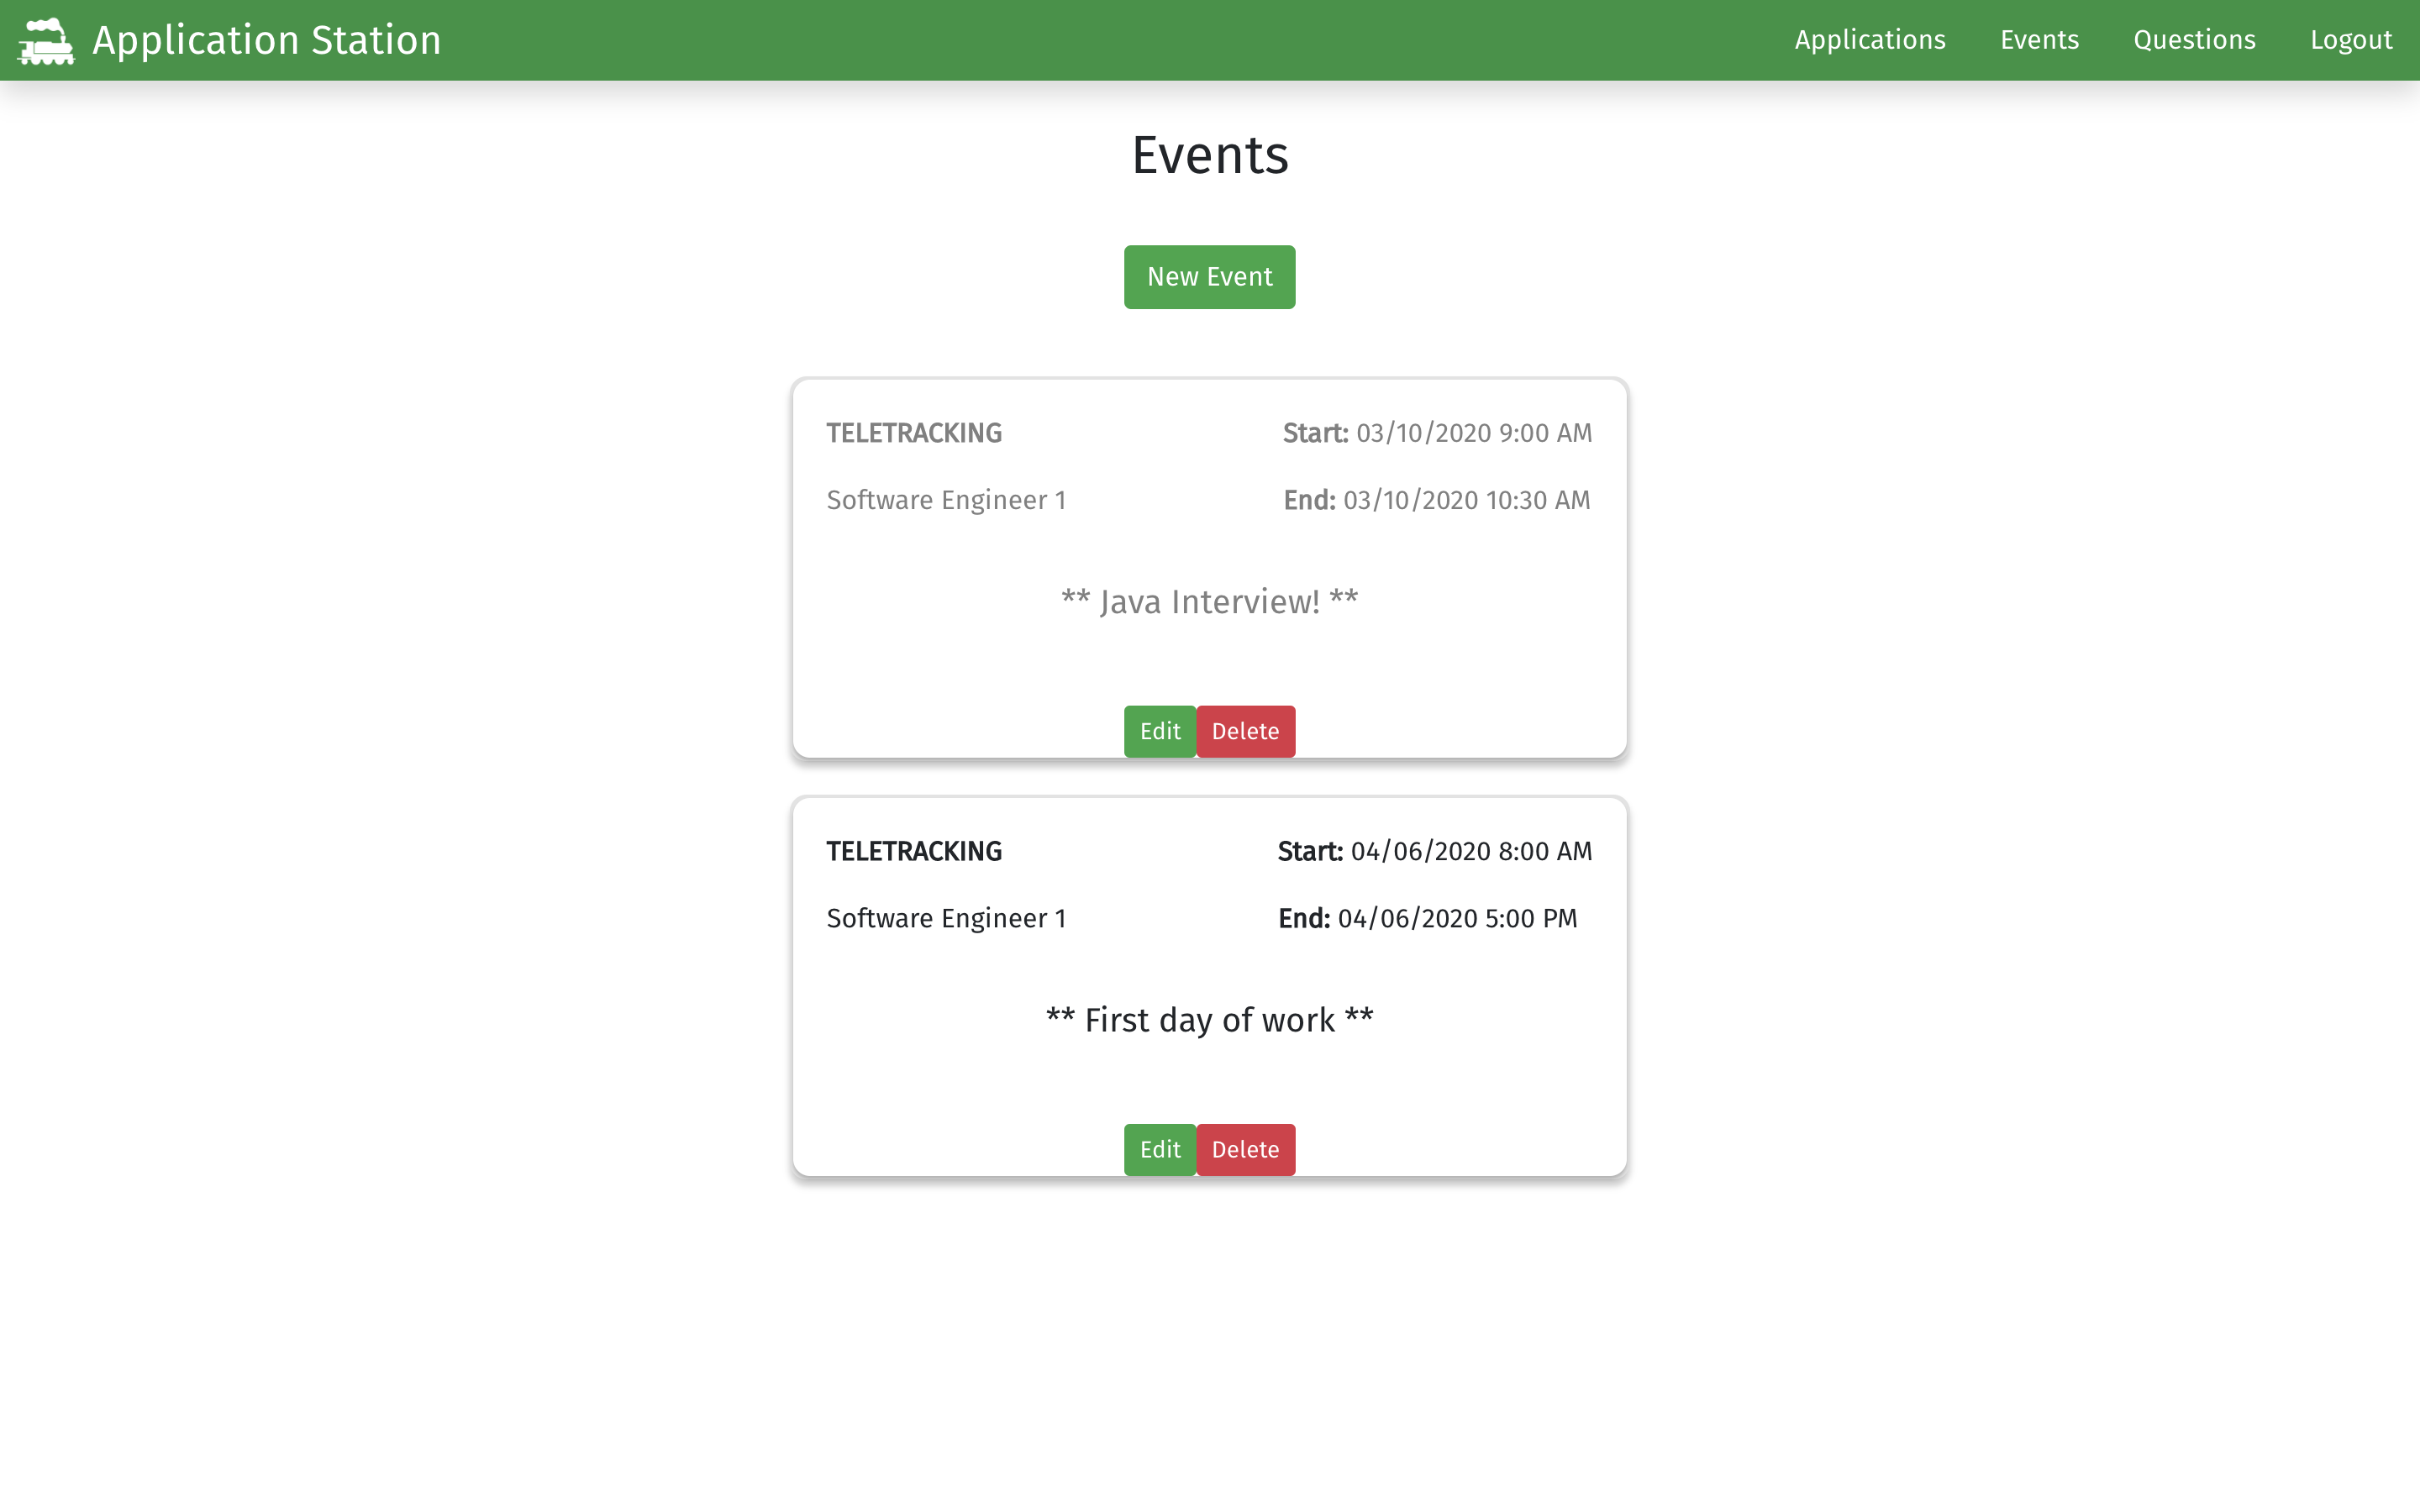 Application Station
Applications Events Questions Logout
Events
New Event
TELETRACKING Start: 03/10/2020 9:00 AM
Software Engineer 1 End: 03/10/2020 10:30 AM
** Java Interview! **
Edit Delete
TELETRACKING Start: 04/06/2020 8:00 AM
Software Engineer 1 End: 04/06/2020 5:00 PM
** First day of work **
Edit Delete